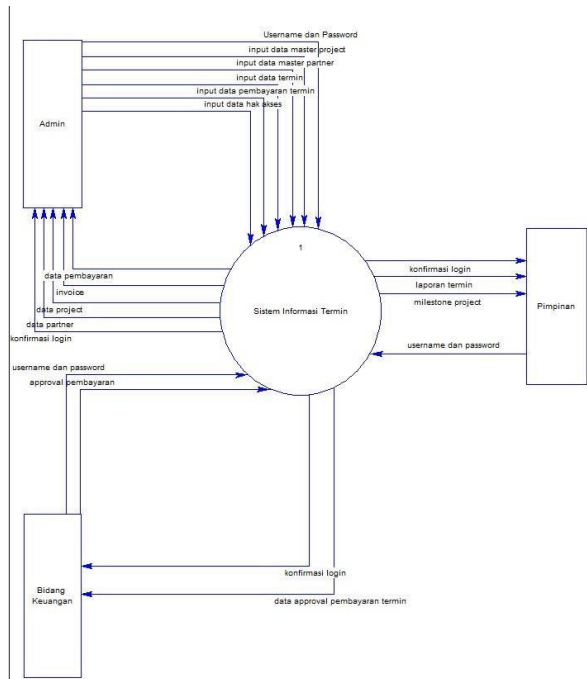 Username dan Password
input data master project
input data master partner
input data termin
input data pembayaran termin
input data hak akses
Admin
1
Sistem Informasi Termin
data pembayaran
invoice
data project
data partner
konfirmasi login
konfirmasi login
laporan termin
milestone project
Pimpinan
username dan password
username dan password
approval pembayaran
konfirmasi login
data approval pembayaran termin
Bidang
Keuangan